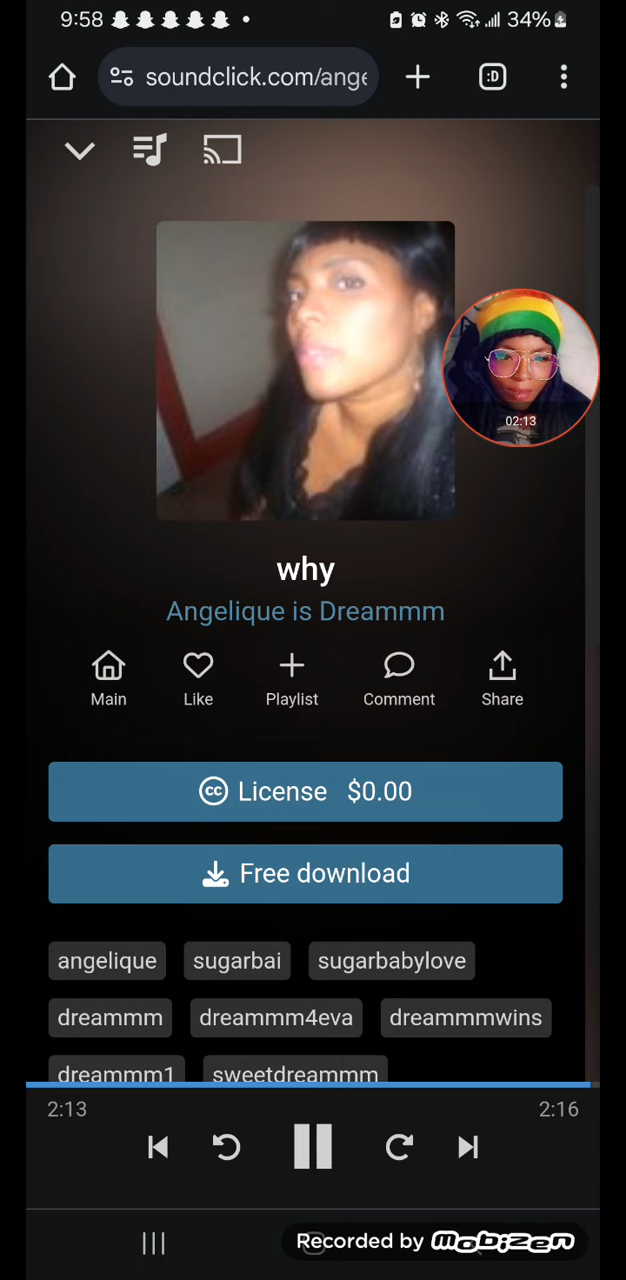 9:58 34%
soundclick.com/ange
:D
02:13
why
Angelique is Dreammm
Main Like Playlist Comment Share
cc License $0.00
Free download
angelique sugarbai sugarbabylove
dreammm dreammm4eva dreammmwins
dreammm1 sweetdreammm
2:13 2:16
Recorded by mobizen